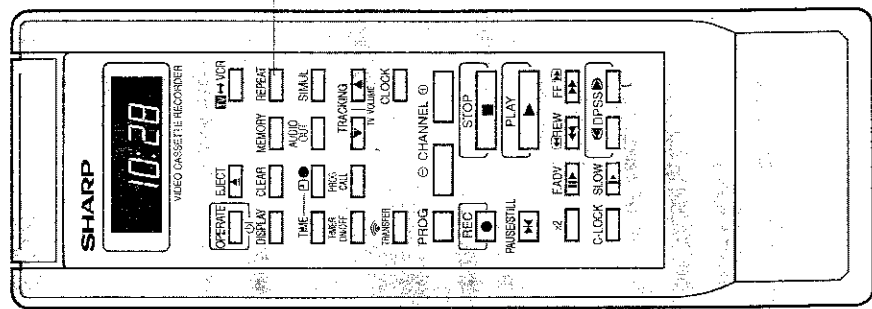 SHARP
10:28
VIDEO CASSETTE RECORDER
OPERATE EJECT TV↔VCR
DISPLAY CLEAR MEMORY REPEAT
TIME AUDIO OUT SIMUL
TIMER ON/OFF PROG CALL TRACKING
TV VOLUME
TRANSFER CLOCK
PROG ⊖ CHANNEL ⊕
REC STOP
PAUSE/STILL PLAY
x2 F.ADV REW FF
C-LOCK SLOW DPSS